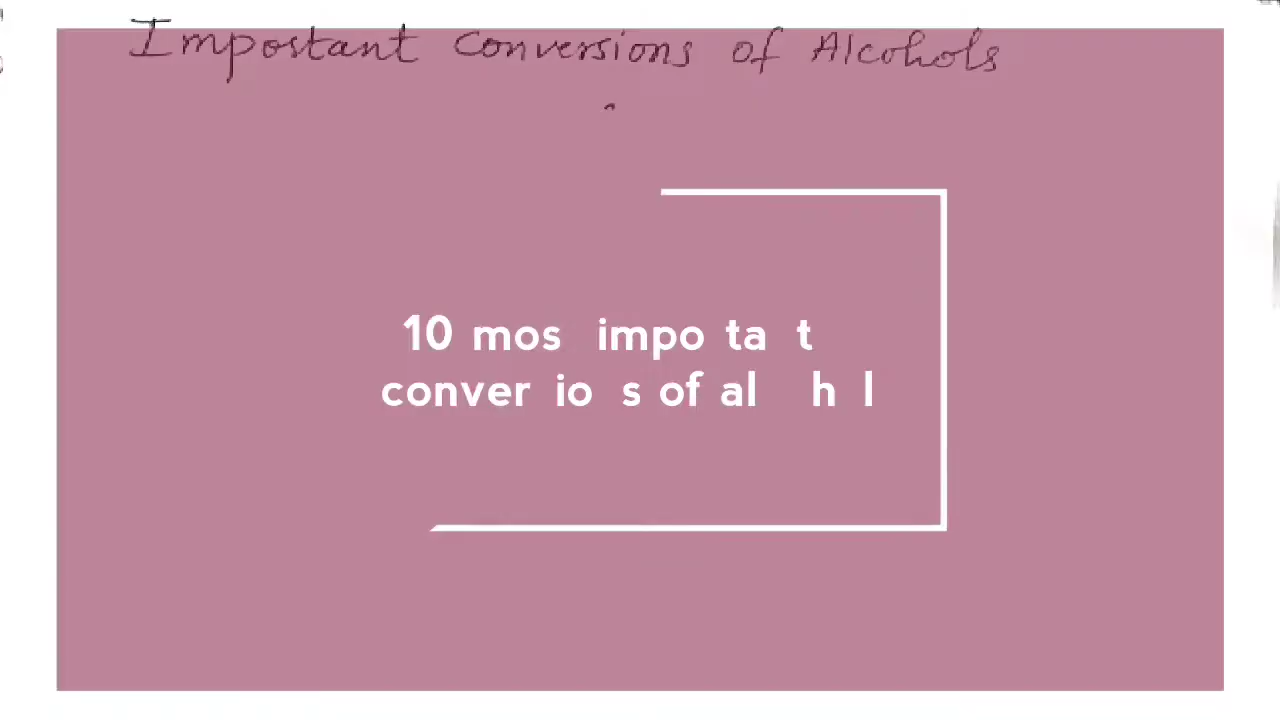 Important Conversions of Alcohols
10 mos impo ta t
conver io s of al h l